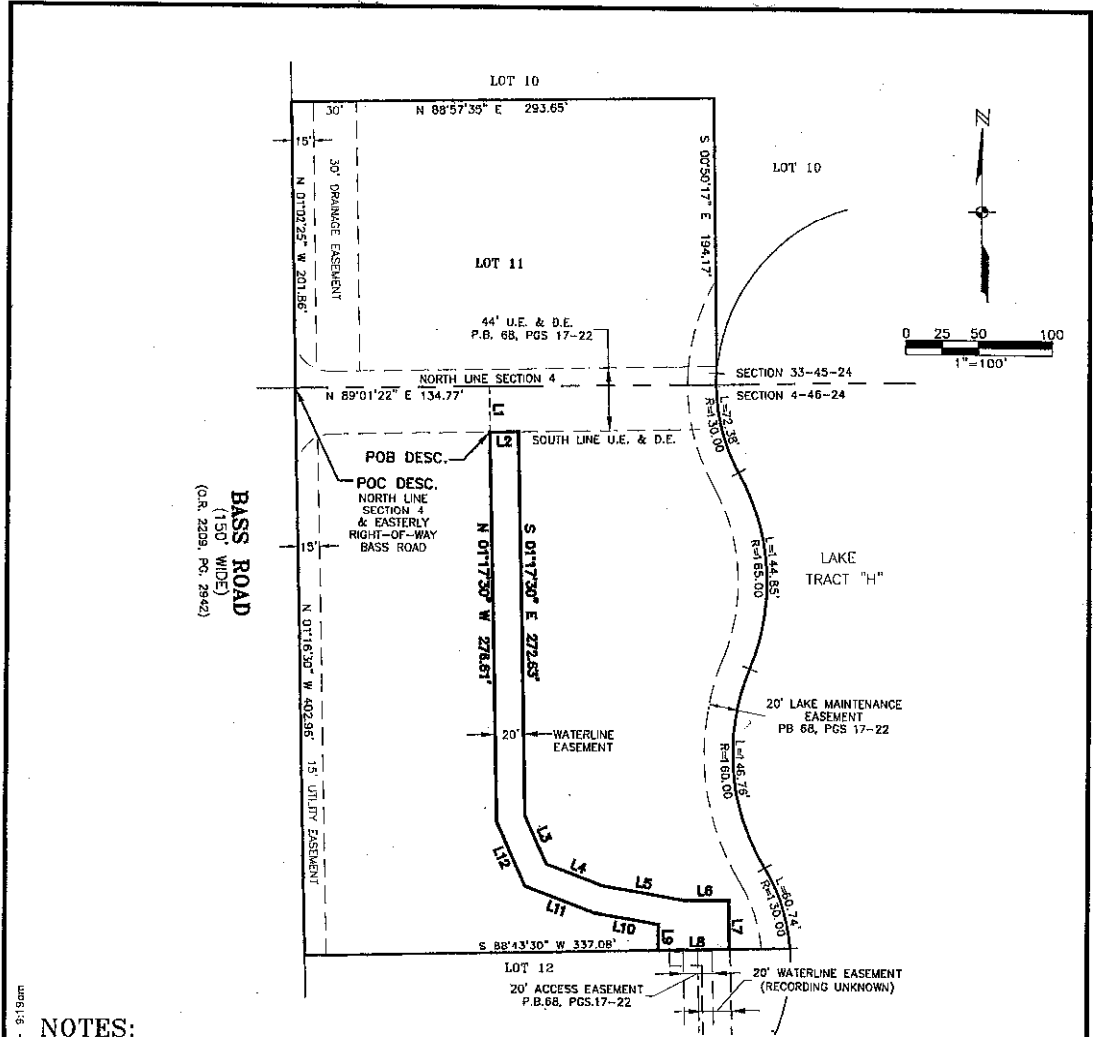 LOT 10
30'
N 88°57'35" E 293.65'
15'
30' DRAINAGE EASEMENT
N 01°02'25" W 201.86'
S 00°50'17" E 194.17'
LOT 10
N
LOT 11
44' U.E. & D.E.
P.B. 68, PGS 17-22
0 25 50 100
1"=100'
NORTH LINE SECTION 4
SECTION 33-45-24
N 89°01'22" E 134.77'
SECTION 4-46-24
L1
L=72.38'
R=130.00
L2
SOUTH LINE U.E. & D.E.
POB DESC.
POC DESC.
NORTH LINE
SECTION 4
& EASTERLY
RIGHT-OF-WAY
BASS ROAD
BASS ROAD
(150' WIDE)
(O.R. 2209, PG. 2942)
15'
N 01°16'30" W 402.96'
15' UTILITY EASEMENT
N 01°17'30" W 278.61'
S 01°17'30" E 272.63'
L=144.85'
R=165.00
LAKE
TRACT "H"
20'
WATERLINE
EASEMENT
20' LAKE MAINTENANCE
EASEMENT
PB 68, PGS 17-22
L=146.76'
R=160.00
L3
L12
L4
L5
L6
L11
L10
L7
L9
L8
L=60.74'
R=130.00
S 88°43'30" W 337.08'
LOT 12
20' ACCESS EASEMENT
P.B.68, PGS.17-22
20' WATERLINE EASEMENT
(RECORDING UNKNOWN)
- 9:19am
NOTES: